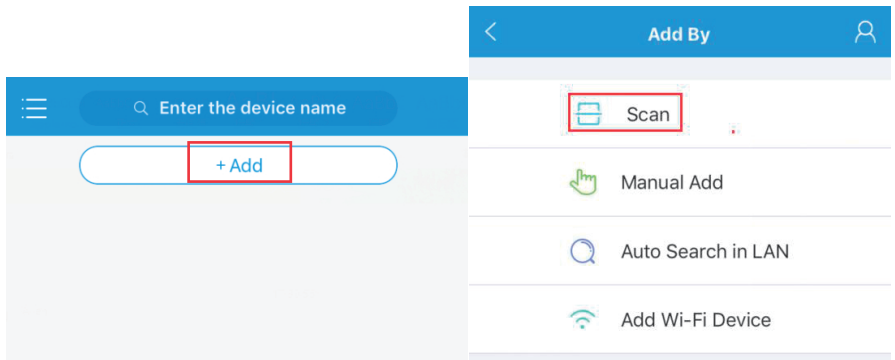 Enter the device name
+ Add
Add By
Scan
Manual Add
Auto Search in LAN
Add Wi-Fi Device